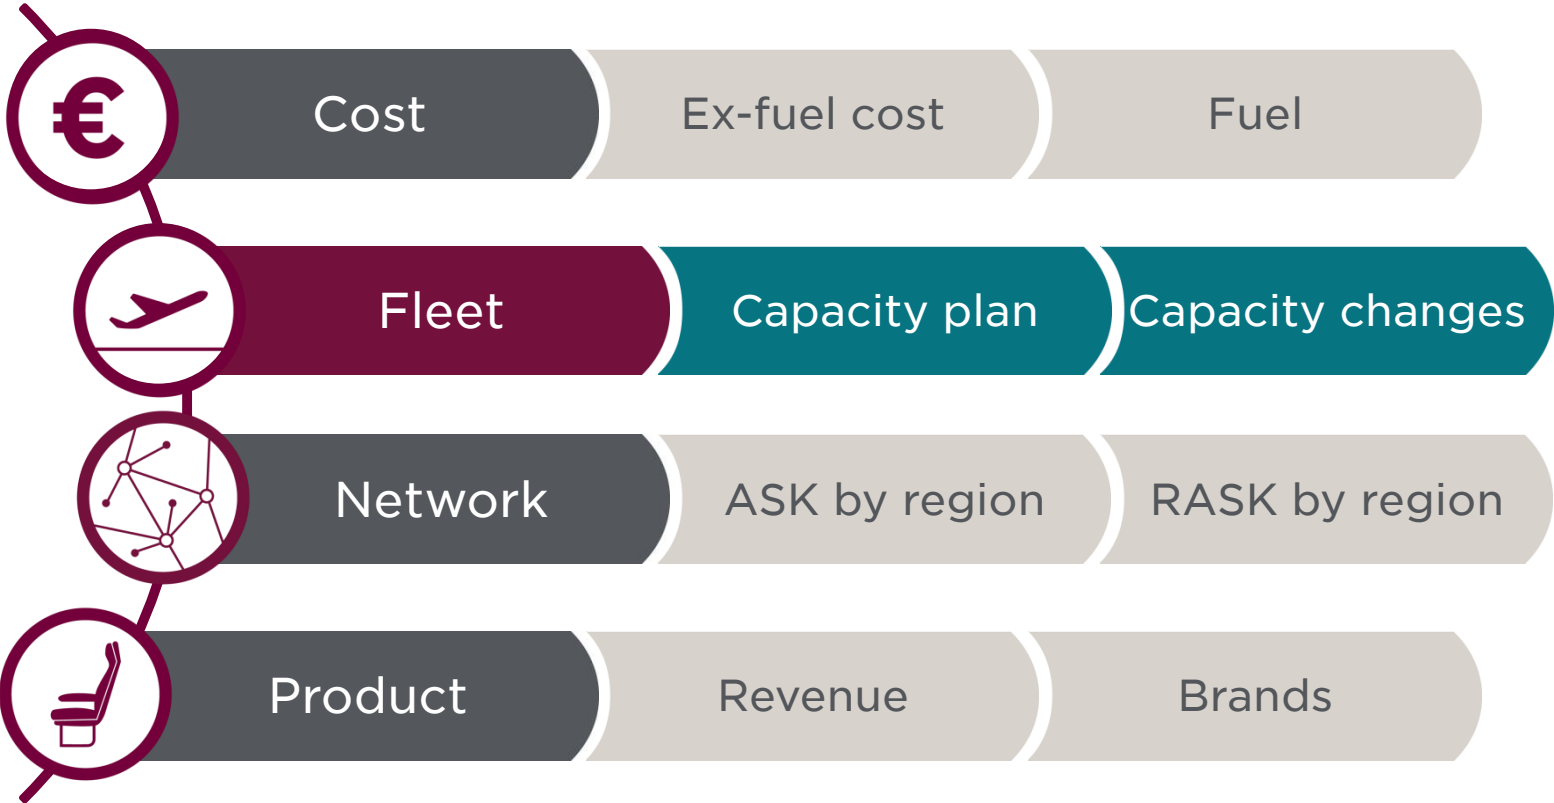 €
Cost
Ex-fuel cost
Fuel
Fleet
Capacity plan
Capacity changes
Network
ASK by region
RASK by region
Product
Revenue
Brands